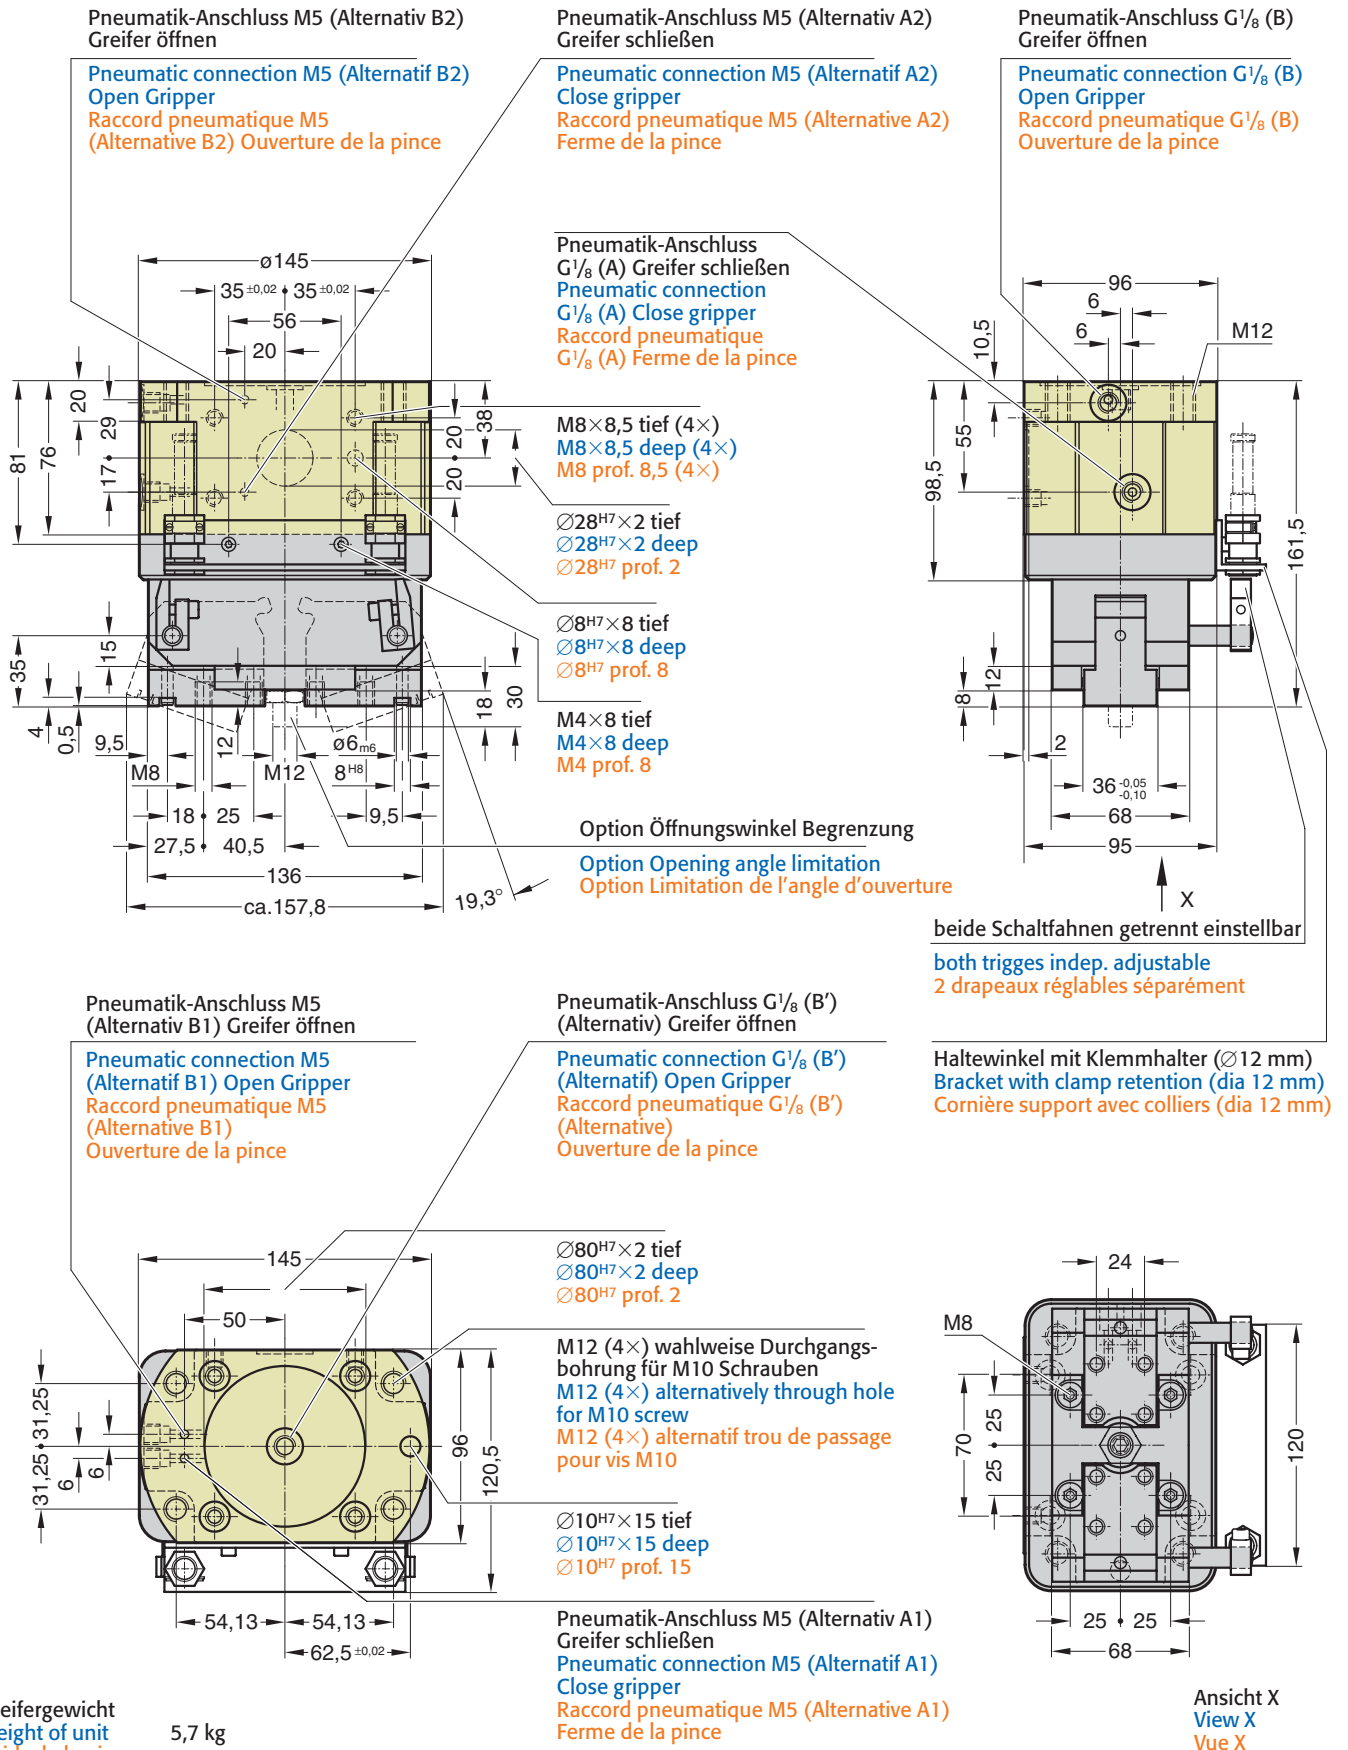 Pneumatik-Anschluss M5 (Alternativ B2)
Greifer öffnen
Pneumatic connection M5 (Alternatif B2)
Open Gripper
Raccord pneumatique M5
(Alternative B2) Ouverture de la pince
Pneumatik-Anschluss M5 (Alternativ A2)
Greifer schließen
Pneumatic connection M5 (Alternatif A2)
Close gripper
Raccord pneumatique M5 (Alternative A2)
Ferme de la pince
Pneumatik-Anschluss G1/8 (B)
Greifer öffnen
Pneumatic connection G1/8 (B)
Open Gripper
Raccord pneumatique G1/8 (B)
Ouverture de la pince
Pneumatik-Anschluss
G1/8 (A) Greifer schließen
Pneumatic connection
G1/8 (A) Close gripper
Raccord pneumatique
G1/8 (A) Ferme de la pince
ø145
35 ±0,02 35 ±0,02
56
20
20
29
17
81
76
38
20
20
M8×8,5 tief (4×)
M8×8,5 deep (4×)
M8 prof. 8,5 (4×)
∅28H7×2 tief
∅28H7×2 deep
∅28H7 prof. 2
∅8H7×8 tief
∅8H7×8 deep
∅8H7 prof. 8
M4×8 tief
M4×8 deep
M4 prof. 8
35
15
4
0,5
9,5
M8
12
M12
ø6m6
8H8
18
30
18 25
9,5
27,5 40,5
136
ca.157,8
19,3°
Option Öffnungswinkel Begrenzung
Option Opening angle limitation
Option Limitation de l'angle d'ouverture
96
6
6
M12
10,5
55
98,5
161,5
12
8
2
36 -0,05 -0,10
68
95
X
beide Schaltfahnen getrennt einstellbar
both trigges indep. adjustable
2 drapeaux réglables séparément
Haltewinkel mit Klemmhalter (∅12 mm)
Bracket with clamp retention (dia 12 mm)
Cornière support avec colliers (dia 12 mm)
Pneumatik-Anschluss M5
(Alternativ B1) Greifer öffnen
Pneumatic connection M5
(Alternatif B1) Open Gripper
Raccord pneumatique M5
(Alternative B1)
Ouverture de la pince
Pneumatik-Anschluss G1/8 (B′)
(Alternativ) Greifer öffnen
Pneumatic connection G1/8 (B′)
(Alternatif) Open Gripper
Raccord pneumatique G1/8 (B′)
(Alternative)
Ouverture de la pince
∅80H7×2 tief
∅80H7×2 deep
∅80H7 prof. 2
145
50
31,25
31,25
6
6
96
120,5
54,13 54,13
62,5 ±0,02
M12 (4×) wahlweise Durchgangs-
bohrung für M10 Schrauben
M12 (4×) alternatively through hole
for M10 screw
M12 (4×) alternatif trou de passage
pour vis M10
∅10H7×15 tief
∅10H7×15 deep
∅10H7 prof. 15
Pneumatik-Anschluss M5 (Alternativ A1)
Greifer schließen
Pneumatic connection M5 (Alternatif A1)
Close gripper
Raccord pneumatique M5 (Alternative A1)
Ferme de la pince
24
M8
70
25
25
120
25 25
68
eifergewicht
eight of unit
5,7 kg
Ansicht X
View X
Vue X